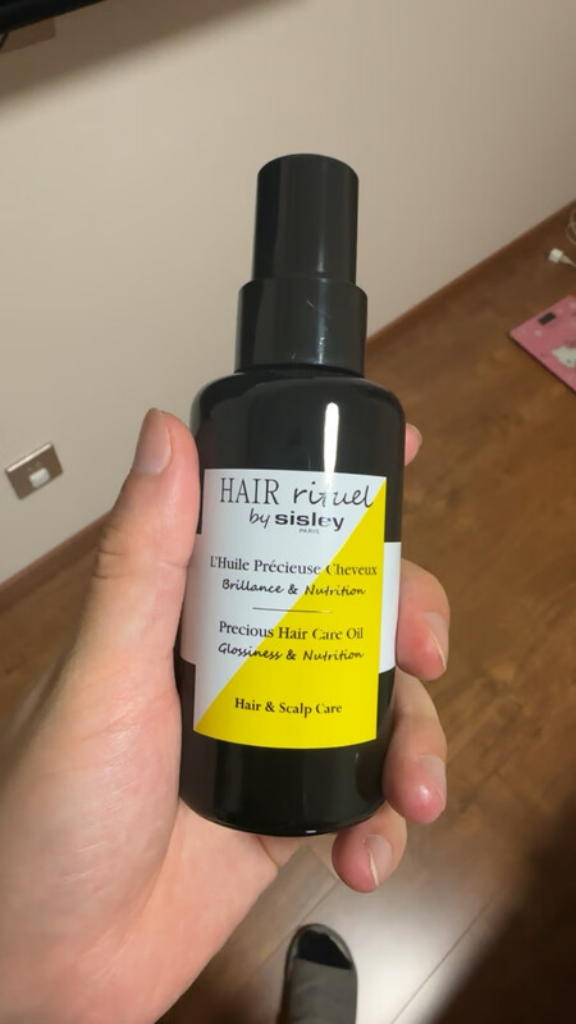 HAIR rituel
by sisley
PARIS
L'Huile Précieuse Cheveux
Brillance & Nutrition
Precious Hair Care Oil
Glossiness & Nutrition
Hair & Scalp Care